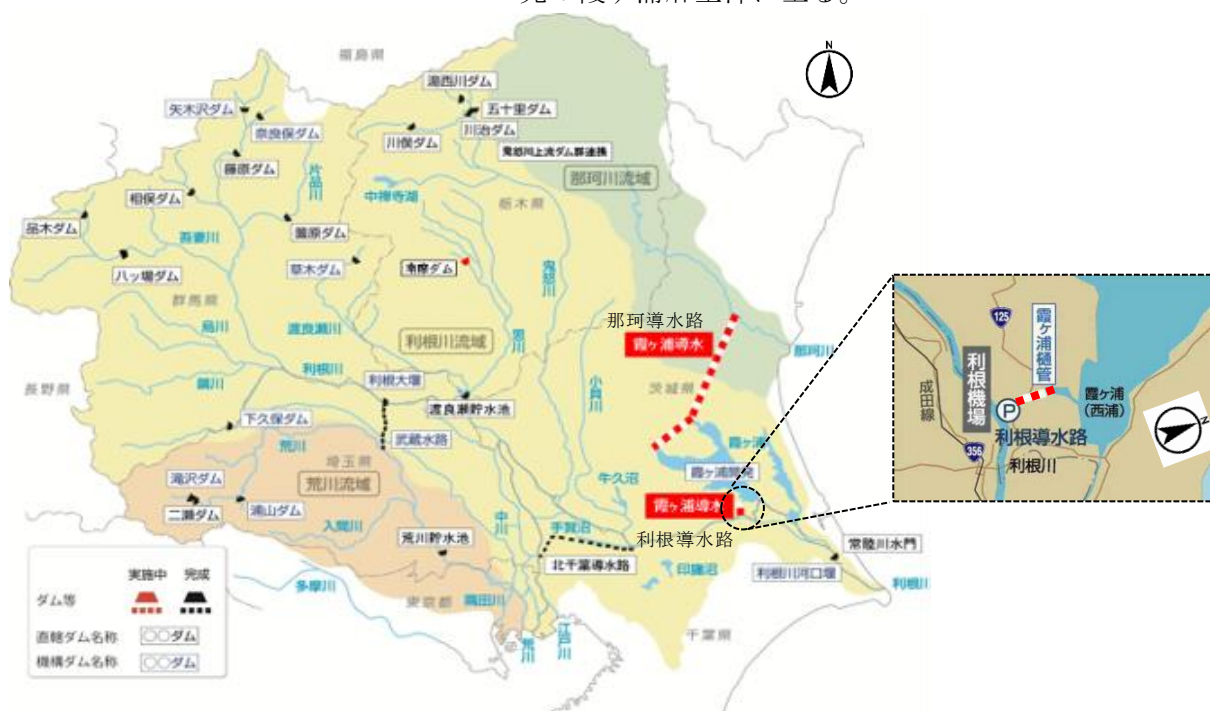 元の霞ヶ浦沿全体に至る。
N
福島県
湯西川ダム
矢木沢ダム
五十里ダム
奈良俣ダム
川治ダム
川俣ダム
鬼怒川上流ダム群連携
藤原ダム
片品川
那珂川流域
中禅寺湖
栃木県
相俣ダム
品木ダム
吾妻川
薗原ダム
草木ダム
南摩ダム
鬼怒川
八ッ場ダム
群馬県
烏川
渡良瀬川
利根川流域
思川
那珂導水路
霞ヶ浦導水
那珂川
茨城県
小貝川
利根川
鏑川
長野県
利根大堰
渡良瀬貯水池
下久保ダム
荒川
武蔵水路
埼玉県
霞ヶ浦
霞ヶ浦開発
牛久沼
滝沢ダム
荒川流域
二瀬ダム
浦山ダム
入間川
中川
手賀沼
霞ヶ浦導水
利根導水路
荒川貯水池
北千葉導水路
印旛沼
常陸川水門
利根川河口堰
利根川
多摩川
東京都
隅田川
荒川
江戸川
千葉県
実施中
完成
ダム等
直轄ダム名称
○○ダム
機構ダム名称
○○ダム
125
霞ヶ浦樋管
利根機場
成田線
霞ヶ浦
(西浦)
P
利根導水路
356
利根川
N